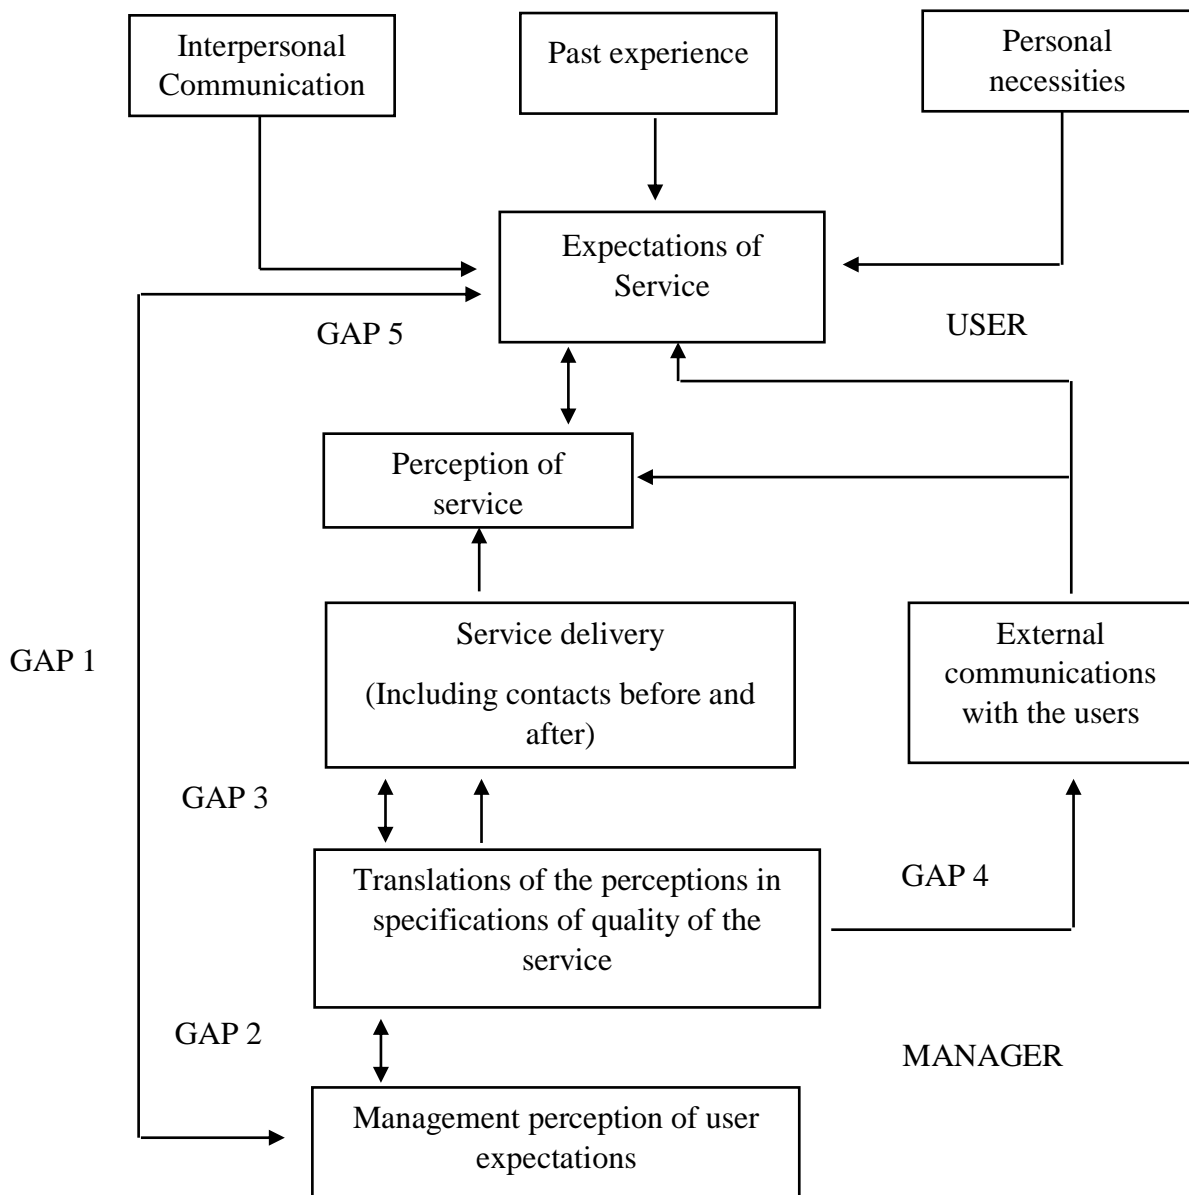 Interpersonal
Communication
Past experience
Personal
necessities
Expectations of
Service
USER
GAP 5
Perception of
service
Service delivery
(Including contacts before and
after)
External
communications
with the users
GAP 1
GAP 3
Translations of the perceptions in
specifications of quality of the
service
GAP 4
GAP 2
MANAGER
Management perception of user
expectations